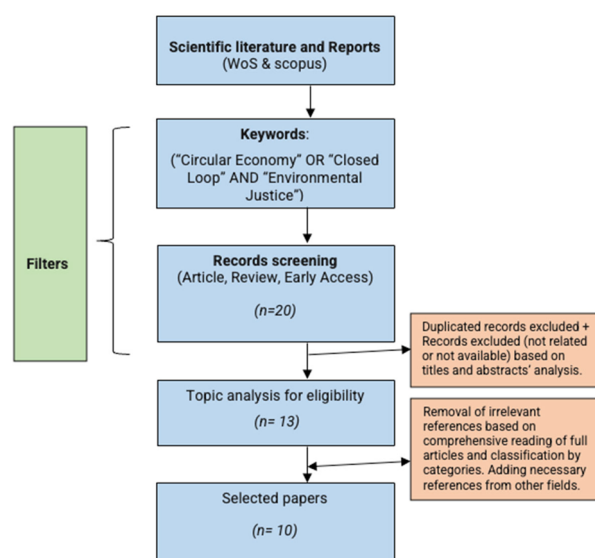 Scientific literature and Reports
(WoS & scopus)
Keywords:
("Circular Economy" OR "Closed
Loop" AND "Environmental
Justice")
Filters
Records screening
(Article, Review, Early Access)
(n=20)
Duplicated records excluded +
Records excluded (not related
or not available) based on
titles and abstracts' analysis.
Topic analysis for eligibility
(n= 13)
Removal of irrelevant
references based on
comprehensive reading of full
articles and classification by
categories. Adding necessary
references from other fields.
Selected papers
(n= 10)